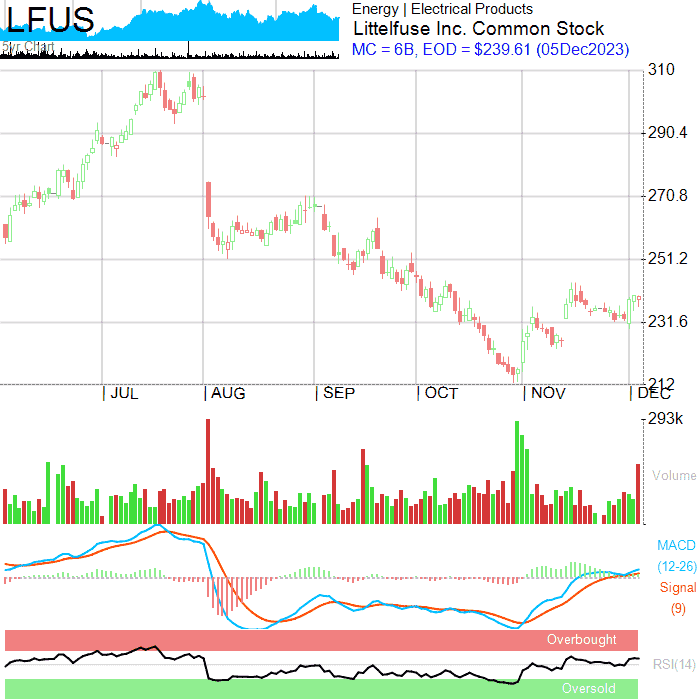 LFUS
5yr Chart
Energy | Electrical Products
Littelfuse Inc. Common Stock
MC = 6B, EOD = $239.61 (05Dec2023)
310
290.4
270.8
251.2
231.6
212
| JUL | AUG | SEP | OCT | NOV | DEC
293k
Volume
MACD
(12-26)
Signal
(9)
Overbought
RSI(14)
Oversold